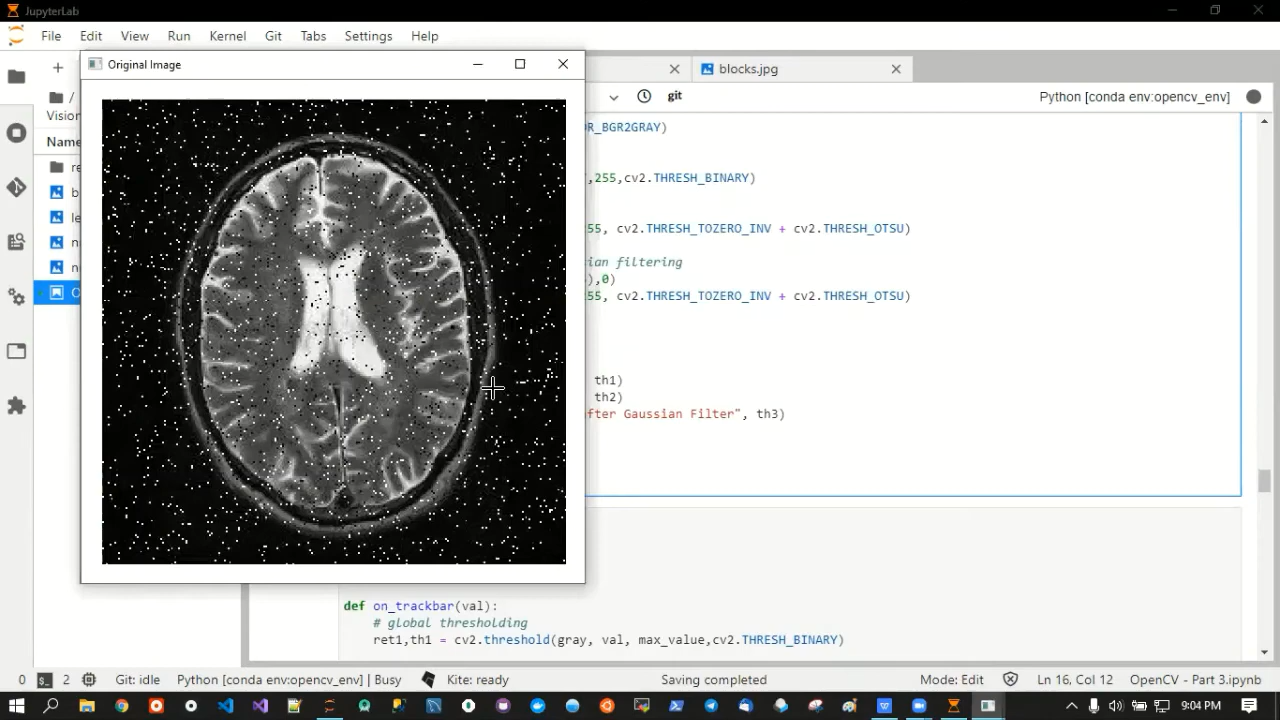 JupyterLab
File Edit View Run Kernel Git Tabs Settings Help
Original Image
blocks.jpg
git
Python [conda env:opencv_env]
/
Vision
Name
R_BGR2GRAY)
,255,cv2.THRESH_BINARY)
55, cv2.THRESH_TOZERO_INV + cv2.THRESH_OTSU)
sian filtering
),0)
55, cv2.THRESH_TOZERO_INV + cv2.THRESH_OTSU)
th1)
th2)
fter Gaussian Filter", th3)
def on_trackbar(val):
# global thresholding
ret1,th1 = cv2.threshold(gray, val, max_value,cv2.THRESH_BINARY)
0 2 Git: idle Python [conda env:opencv_env] | Busy Kite: ready Saving completed Mode: Edit Ln 16, Col 12 OpenCV - Part 3.ipynb
9:04 PM